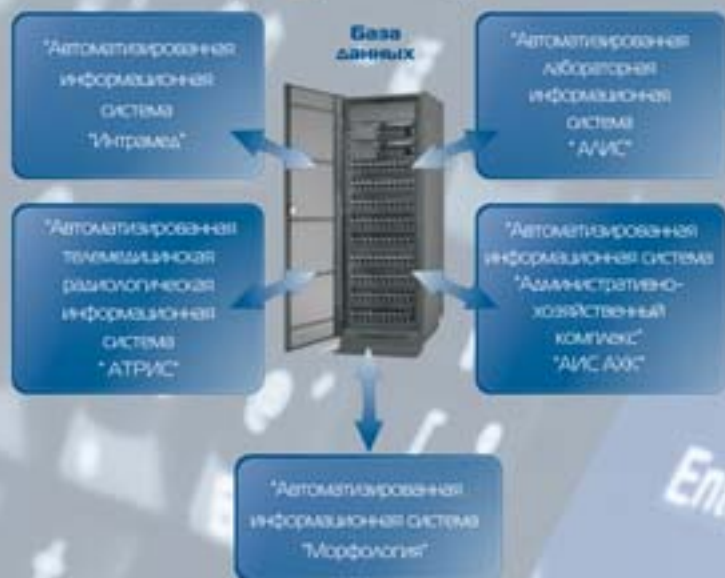 База
данных
"Автоматизированная
информационная
система
"Интрамед"
"Автоматизированная
лабораторная
информационная
система
"АЛИС"
"Автоматизированная
телемедицинская
радиологическая
информационная
система
"АТРИС"
"Автоматизированная
информационная система
"Административно-
хозяйственный
комплекс"
"АИС АХК"
"Автоматизированная
информационная система
"Морфология"